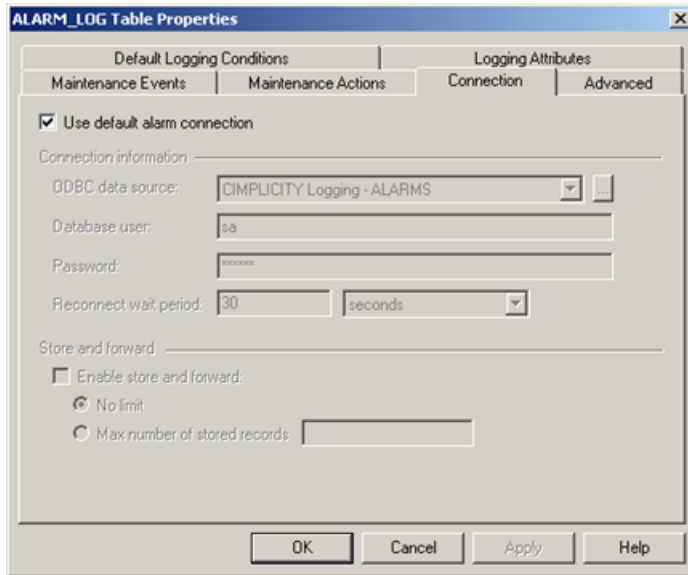 ALARM_LOG Table Properties
Default Logging Conditions Logging Attributes
Maintenance Events Maintenance Actions Connection Advanced
Use default alarm connection
Connection information
ODBC data source: CIMPLICITY Logging - ALARMS ...
Database user: sa
Password: ******
Reconnect wait period: 30 seconds
Store and forward
Enable store and forward:
No limit
Max number of stored records
OK Cancel Apply Help